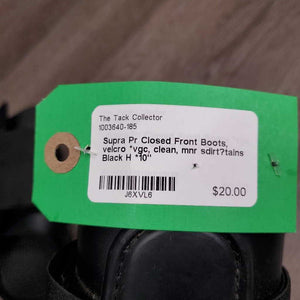 The Tack Collector
1003640-185
Supra Pr Closed Front Boots,
velcro *vgc, clean, mnr sdirt?tains
Black H *10"
J6XVL6
$20.00